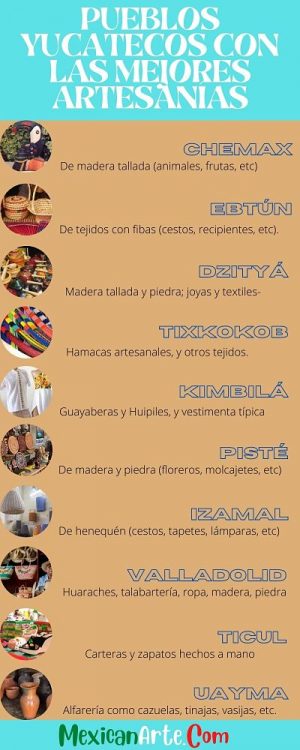 PUEBLOS
YUCATECOS CON
LAS MEJORES
ARTESANIAS
CHEMAX
De madera tallada (animales, frutas, etc)
EBTÚN
De tejidos con fibas (cestos, recipientes, etc).
DZITYÁ
Madera tallada y piedra; joyas y textiles-
TIXKOKOB
Hamacas artesanales, y otros tejidos.
KIMBILÁ
Guayaberas y Huipiles, y vestimenta típica
PISTÉ
De madera y piedra (floreros, molcajetes, etc)
IZAMAL
De henequén (cestos, tapetes, lámparas, etc)
VALLADOLID
Huaraches, talabartería, ropa, madera, piedra
TICUL
Carteras y zapatos hechos a mano
UAYMA
Alfarería como cazuelas, tinajas, vasijas, etc.
MexicanArte.Com